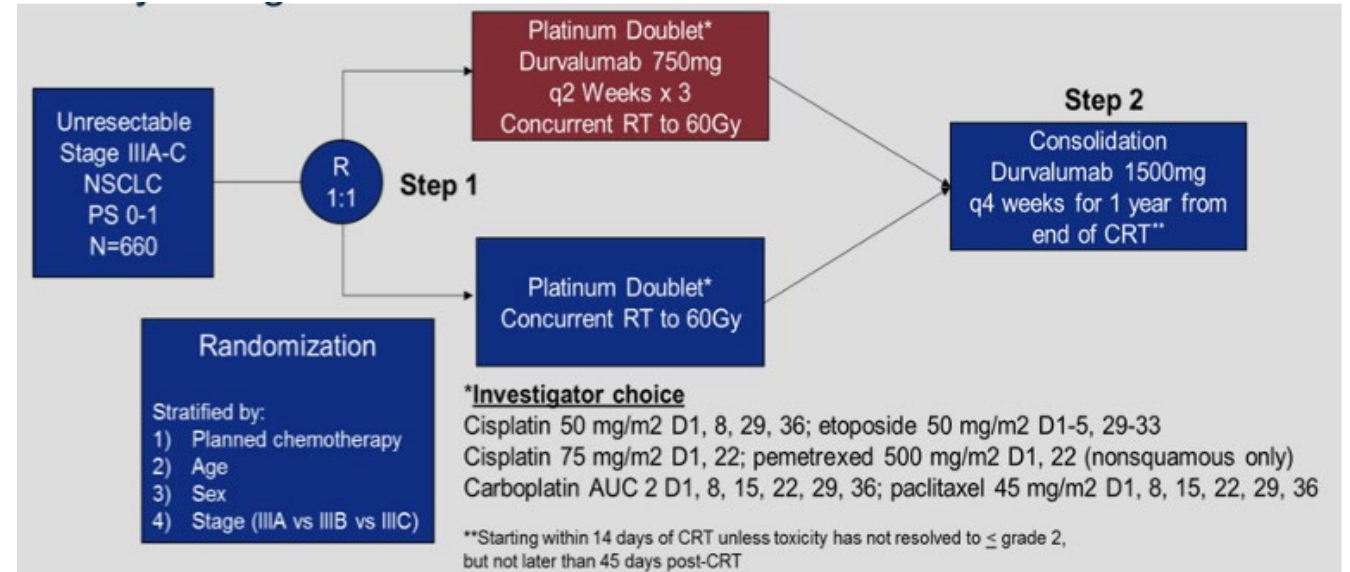 Unresectable
Stage IIIA-C
NSCLC
PS 0-1
N=660
R
1:1
Step 1
Platinum Doublet*
Durvalumab 750mg
q2 Weeks x 3
Concurrent RT to 60Gy
Platinum Doublet*
Concurrent RT to 60Gy
Step 2
Consolidation
Durvalumab 1500mg
q4 weeks for 1 year from
end of CRT**
Randomization
Stratified by:
1) Planned chemotherapy
2) Age
3) Sex
4) Stage (IIIA vs IIIB vs IIIC)
*Investigator choice
Cisplatin 50 mg/m2 D1, 8, 29, 36; etoposide 50 mg/m2 D1-5, 29-33
Cisplatin 75 mg/m2 D1, 22; pemetrexed 500 mg/m2 D1, 22 (nonsquamous only)
Carboplatin AUC 2 D1, 8, 15, 22, 29, 36; paclitaxel 45 mg/m2 D1, 8, 15, 22, 29, 36
**Starting within 14 days of CRT unless toxicity has not resolved to ≤ grade 2,
but not later than 45 days post-CRT